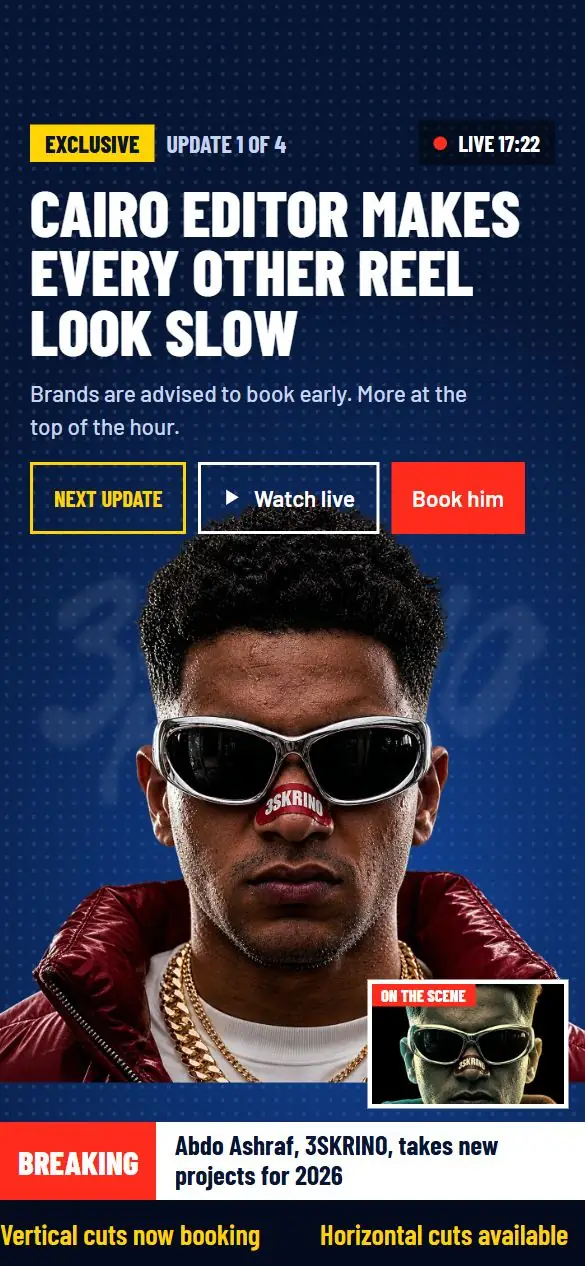 EXCLUSIVE UPDATE 1 OF 4 LIVE 17:22
CAIRO EDITOR MAKES
EVERY OTHER REEL
LOOK SLOW
Brands are advised to book early. More at the
top of the hour.
NEXT UPDATE Watch live Book him
3SKRINO
3SKRINO
ON THE SCENE
3SKRINO
BREAKING
Abdo Ashraf, 3SKRINO, takes new
projects for 2026
Vertical cuts now booking Horizontal cuts available